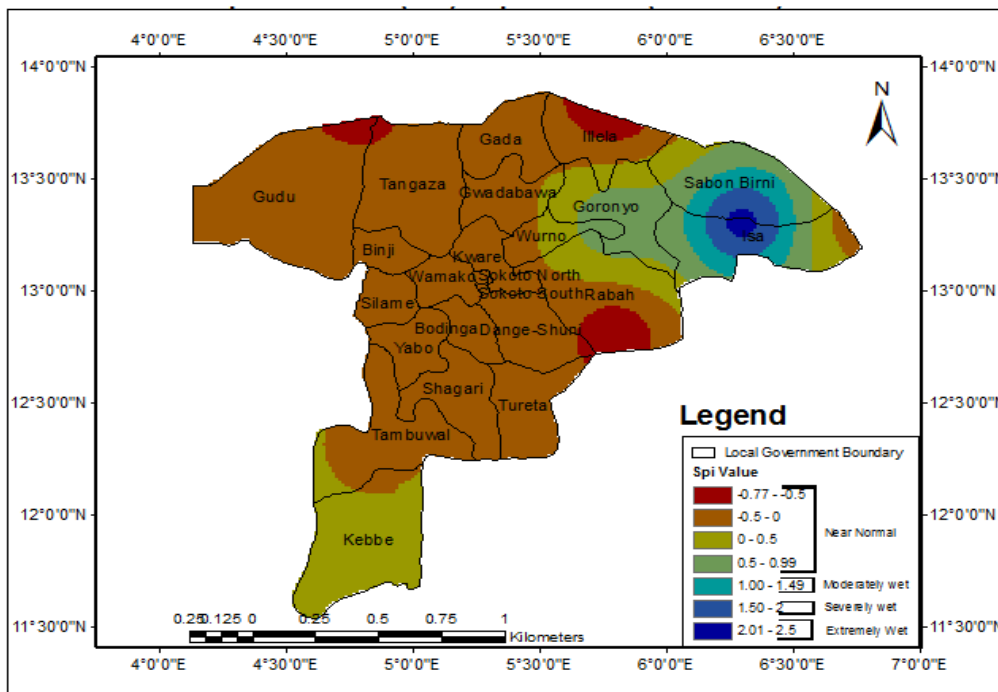 4°0'0"E 4°30'0"E 5°0'0"E 5°30'0"E 6°0'0"E 6°30'0"E
14°0'0"N 14°0'0"N
N
Gada
Illela
Sabon Birni
13°30'0"N 13°30'0"N
Gudu
Tangaza
Gwadabawa
Goronyo
Wurno
Isa
Binji
Kware
Wamako
Sokoto North
13°0'0"N 13°0'0"N
Silame
Sokoto South
Rabah
Bodinga
Dange-Shuni
Yabo
Shagari
Tureta
12°30'0"N 12°30'0"N
Tambuwal
Kebbe
12°0'0"N 12°0'0"N
11°30'0"N 11°30'0"N
Legend
Local Government Boundary
Spi Value
-0.77 - -0.5
-0.5 - 0
0 - 0.5
Near Normal
0.5 - 0.99
1.00 - 1.49 Moderately wet
1.50 - 2 Severely wet
2.01 - 2.5 Extremely Wet
0.25 0.125 0 0.25 0.5 0.75 1
Kilometers
4°0'0"E 4°30'0"E 5°0'0"E 5°30'0"E 6°0'0"E 6°30'0"E 7°0'0"E